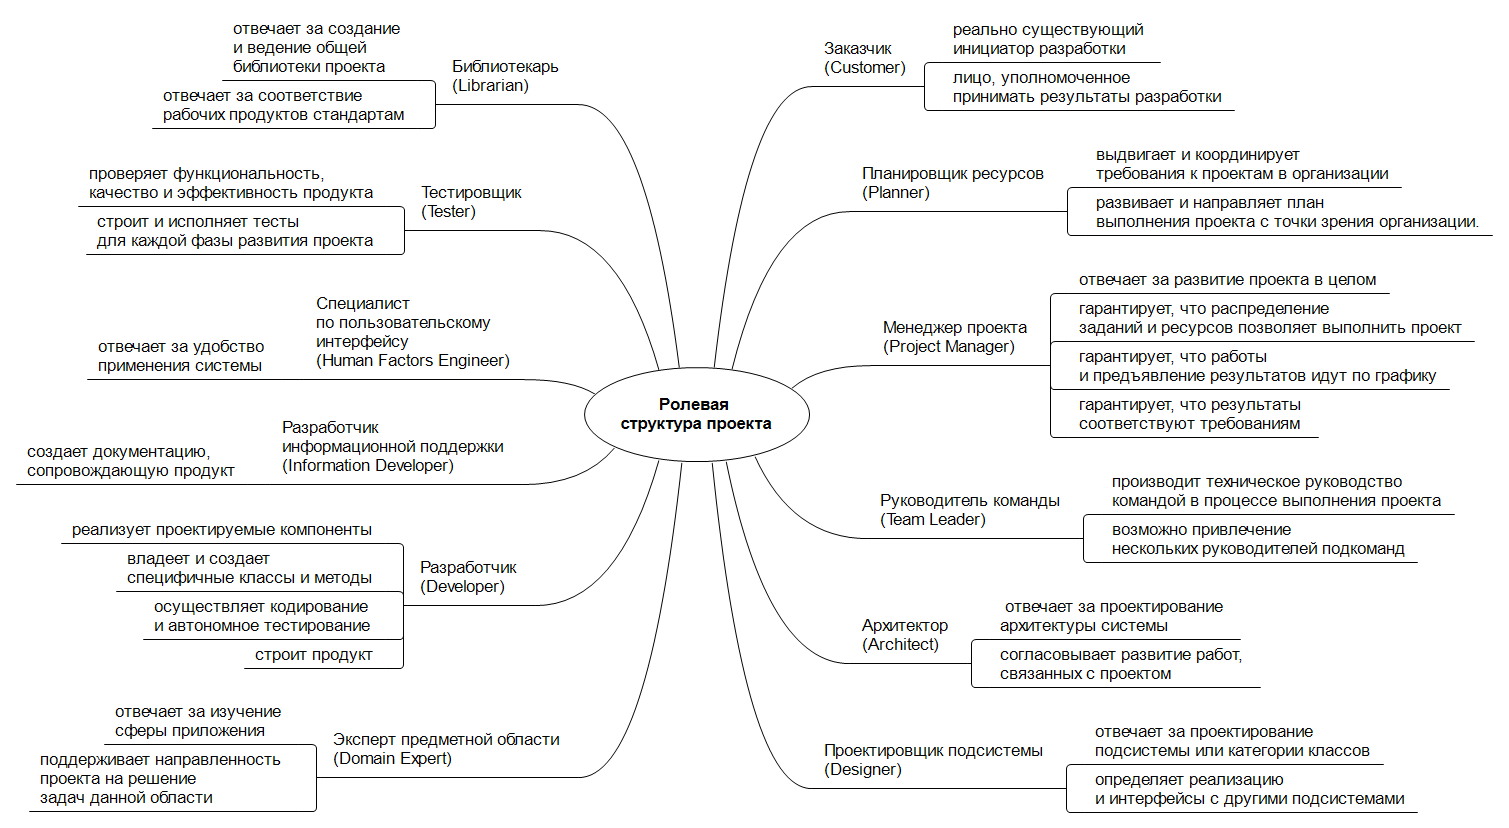 Ролевая
структура проекта
Заказчик
(Customer)
реально существующий
инициатор разработки
лицо, уполномоченное
принимать результаты разработки
Планировщик ресурсов
(Planner)
выдвигает и координирует
требования к проектам в организации
развивает и направляет план
выполнения проекта с точки зрения организации.
Менеджер проекта
(Project Manager)
отвечает за развитие проекта в целом
гарантирует, что распределение
заданий и ресурсов позволяет выполнить проект
гарантирует, что работы
и предъявление результатов идут по графику
гарантирует, что результаты
соответствуют требованиям
Руководитель команды
(Team Leader)
производит техническое руководство
командой в процессе выполнения проекта
возможно привлечение
нескольких руководителей подкоманд
Архитектор
(Architect)
отвечает за проектирование
архитектуры системы
согласовывает развитие работ,
связанных с проектом
Проектировщик подсистемы
(Designer)
отвечает за проектирование
подсистемы или категории классов
определяет реализацию
и интерфейсы с другими подсистемами
Библиотекарь
(Librarian)
отвечает за создание
и ведение общей
библиотеки проекта
отвечает за соответствие
рабочих продуктов стандартам
Тестировщик
(Tester)
проверяет функциональность,
качество и эффективность продукта
строит и исполняет тесты
для каждой фазы развития проекта
Специалист
по пользовательскому
интерфейсу
(Human Factors Engineer)
отвечает за удобство
применения системы
Разработчик
информационной поддержки
(Information Developer)
создает документацию,
сопровождающую продукт
Разработчик
(Developer)
реализует проектируемые компоненты
владеет и создает
специфичные классы и методы
осуществляет кодирование
и автономное тестирование
строит продукт
Эксперт предметной области
(Domain Expert)
отвечает за изучение
сферы приложения
поддерживает направленность
проекта на решение
задач данной области